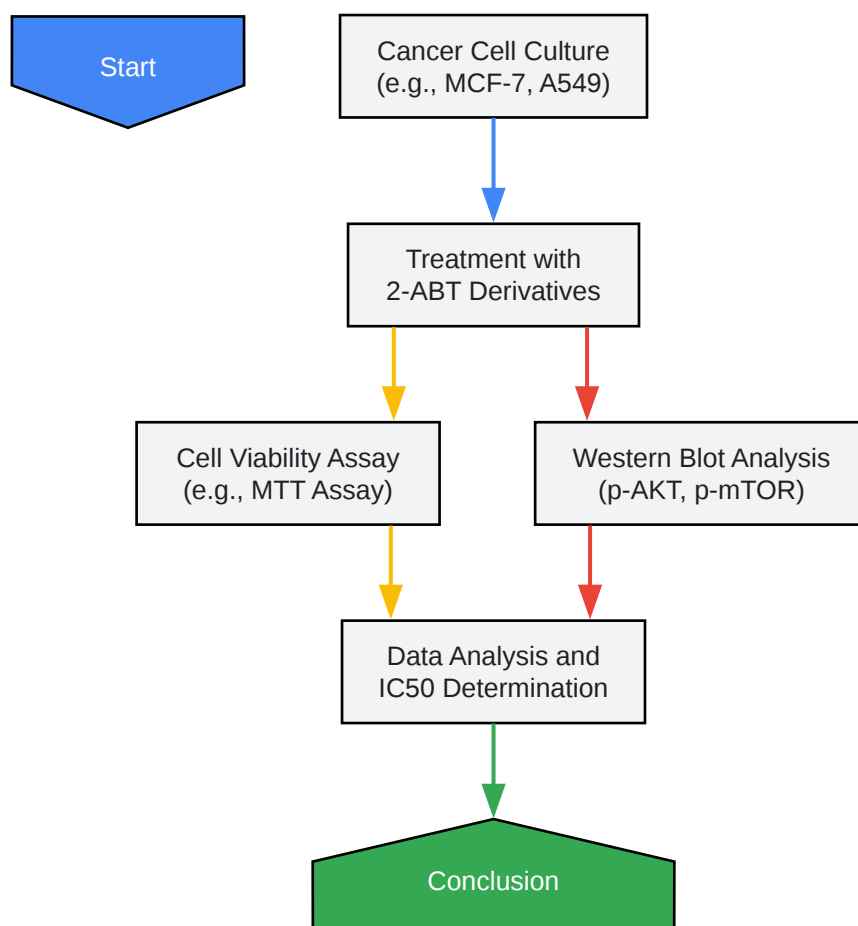 Start
Cancer Cell Culture
(e.g., MCF-7, A549)
Treatment with
2-ABT Derivatives
Cell Viability Assay
(e.g., MTT Assay)
Western Blot Analysis
(p-AKT, p-mTOR)
Data Analysis and
IC50 Determination
Conclusion